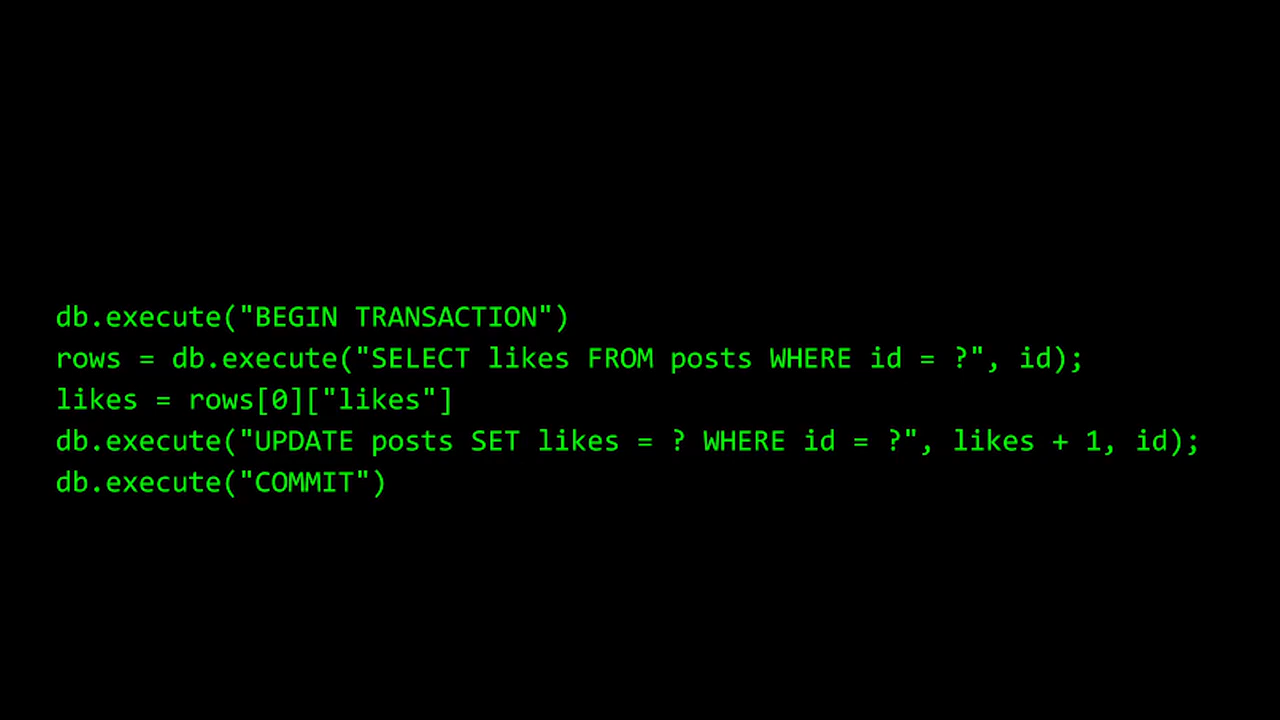 db.execute("BEGIN TRANSACTION")
rows = db.execute("SELECT likes FROM posts WHERE id = ?", id);
likes = rows[0]["likes"]
db.execute("UPDATE posts SET likes = ? WHERE id = ?", likes + 1, id);
db.execute("COMMIT")